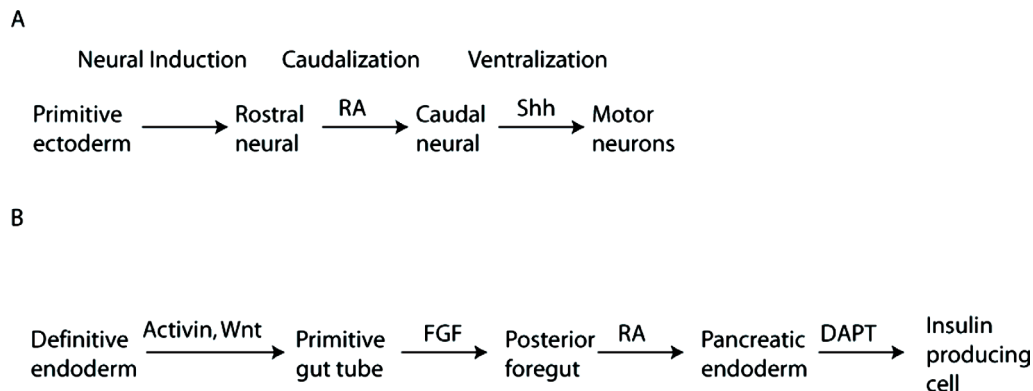 A
Neural Induction Caudalization Ventralization
Primitive ectoderm RA Rostral neural Caudal neural Shh Motor neurons
B
Definitive endoderm Activin, Wnt Primitive gut tube FGF Posterior foregut RA Pancreatic endoderm DAPT Insulin producing cell